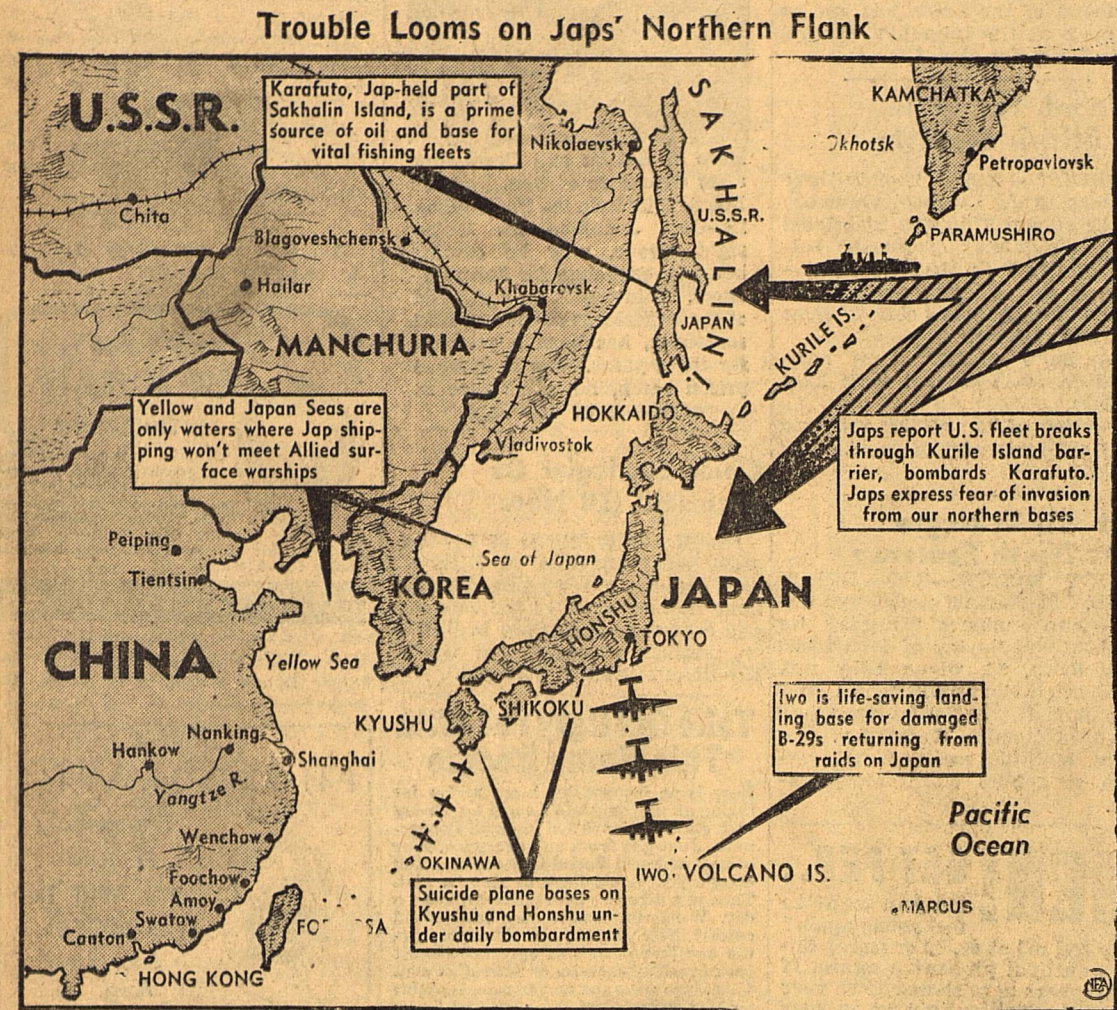 Trouble Looms on Japs' Northern Flank
U.S.S.R.
Karafuto, Jap-held part of
Sakhalin Island, is a prime
source of oil and base for
vital fishing fleets
Nikolaevsk
SAKHALIN
U.S.S.R.
JAPAN
KAMCHATKA
khotsk
Petropavlovsk
PARAMUSHIRO
Chita
Blagoveshchensk
Hailar
Khabarovsk
MANCHURIA
KURILE IS.
Yellow and Japan Seas are
only waters where Jap ship-
ping won't meet Allied sur-
face warships
HOKKAIDO
Vladivostok
Japs report U.S. fleet breaks
through Kurile Island bar-
rier, bombards Karafuto.
Japs express fear of invasion
from our northern bases
Peiping
Tientsin
Sea of Japan
KOREA
JAPAN
HONSHU
TOKYO
CHINA
Yellow Sea
KYUSHU
SHIKOKU
Iwo is life-saving land-
ing base for damaged
B-29s returning from
raids on Japan
Nanking
Hankow
Shanghai
Yangtze R.
Pacific
Ocean
Wenchow
OKINAWA
IWO
VOLCANO IS.
Foochow
Amoy
Swatow
Canton
FO SA
Suicide plane bases on
Kyushu and Honshu un-
der daily bombardment
MARCUS
HONG KONG
NEA